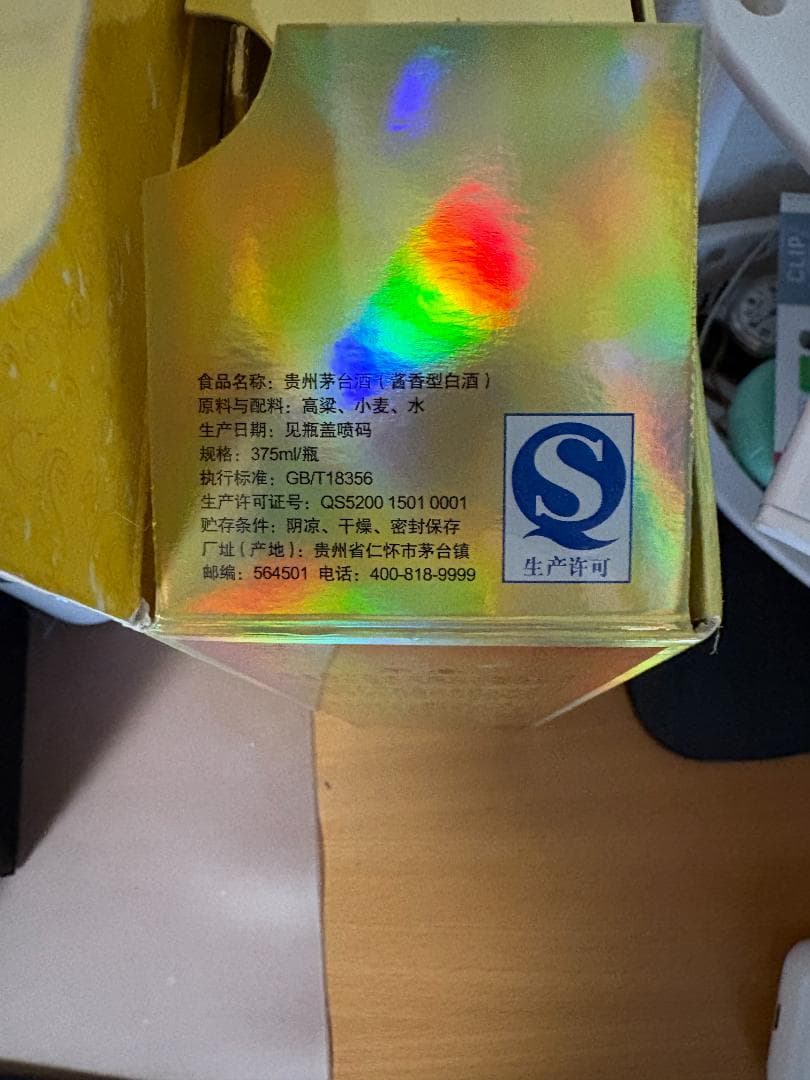 食品名称：贵州茅台酒（酱香型白酒）
原料与配料：高粱、小麦、水
生产日期：见瓶盖喷码
规格：375ml/瓶
执行标准：GB/T18356
生产许可证号：QS5200 1501 0001
贮存条件：阴凉、干燥、密封保存
厂址（产地）：贵州省仁怀市茅台镇
邮编：564501 电话：400-818-9999
QS
生产许可
CLIP